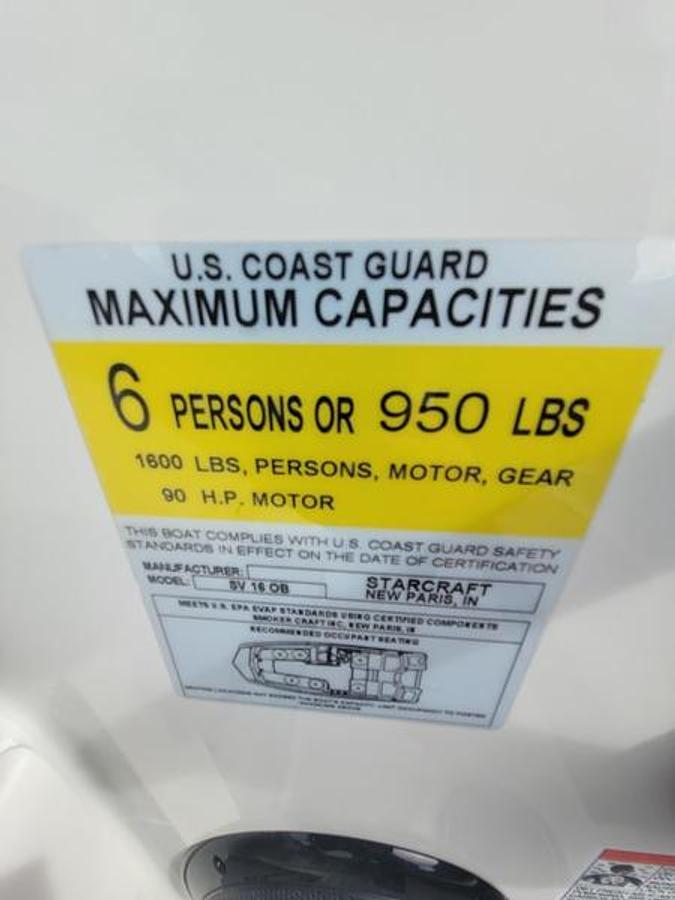 U.S. COAST GUARD
MAXIMUM CAPACITIES
6 PERSONS OR 950 LBS
1600 LBS, PERSONS, MOTOR, GEAR
90 H.P. MOTOR
THIS BOAT COMPLIES WITH U.S. COAST GUARD SAFETY
STANDARDS IN EFFECT ON THE DATE OF CERTIFICATION
MANUFACTURER: STARCRAFT
MODEL: SV 16 OB NEW PARIS, IN
MEETS U.S. EPA EVAP STANDARDS USING CERTIFIED COMPONENTS
SMOKER CRAFT INC, NEW PARIS, IN
RECOMMENDED OCCUPANT SEATING